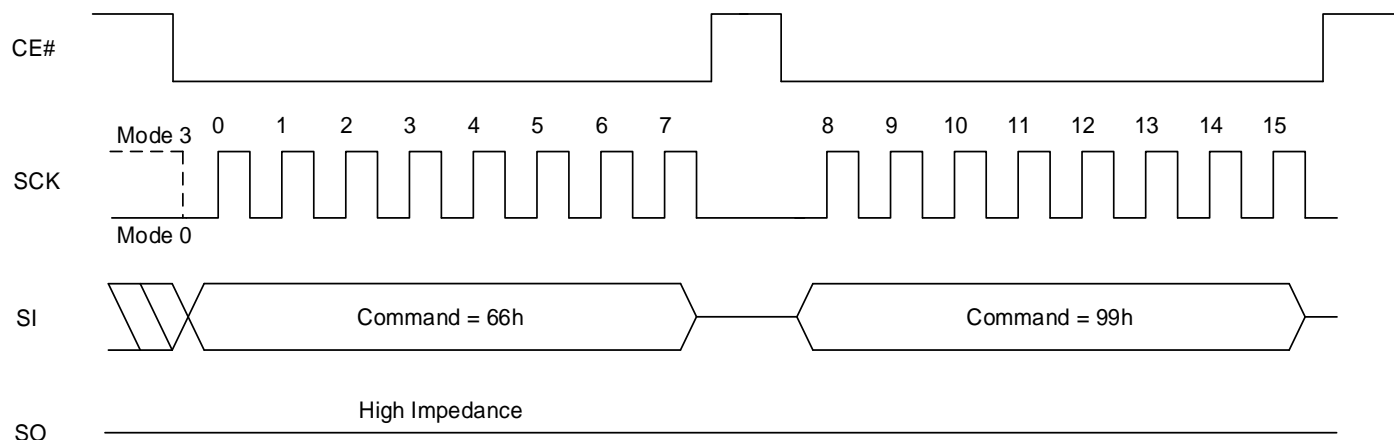 CE#
Mode 3 0 1 2 3 4 5 6 7 8 9 10 11 12 13 14 15
SCK
Mode 0
SI Command = 66h Command = 99h
High Impedance
SO